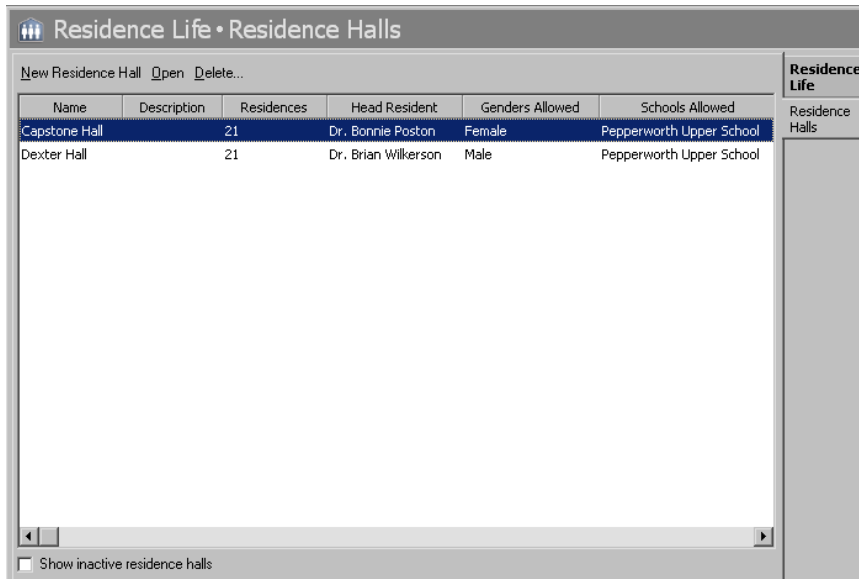 Residence Life • Residence Halls
New Residence Hall Open Delete...
Name Description Residences Head Resident Genders Allowed Schools Allowed
Capstone Hall 21 Dr. Bonnie Poston Female Pepperworth Upper School
Dexter Hall 21 Dr. Brian Wilkerson Male Pepperworth Upper School
Show inactive residence halls
Residence
Life
Residence
Halls